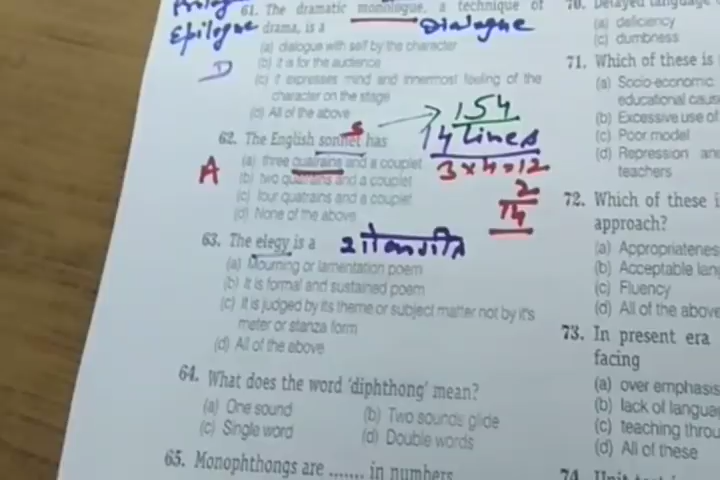 61. The dramatic monologue, a technique of
drama, is a
Epilogue
Dialogue
(a) dialogue with self by the character
(b) it is for the audience
D
(c) it expresses mind and innermost feeling of the
character on the stage
(d) All of the above
154
62. The English sonnet has
s
14 Lines
A
(a) three quatrains and a couplet
3 x 4 = 12
(b) two quatrains and a couplet
2
(c) four quatrains and a couplet
14
(d) None of the above
63. The elegy is a
(a) Mourning or lamentation poem
(b) It is formal and sustained poem
(c) It is judged by its theme or subject matter not by it's
meter or stanza form
(d) All of the above
64. What does the word 'diphthong' mean?
(a) One sound
(b) Two sounds glide
(c) Single word
(d) Double words
65. Monophthongs are ....... in numbers
70. Delayed language
(a) deficiency
(c) dumbness
71. Which of these is
(a) Socio-economic
educational
(b) Excessive use of
(c) Poor model
(d) Repression
teachers
72. Which of these
approach?
(a)
(b) Acceptable
(c) Fluency
(d) All of the above
73. In present era
facing
(a) over emphasis
(b) lack of
(c) teaching
(d) All of these
74. Unit